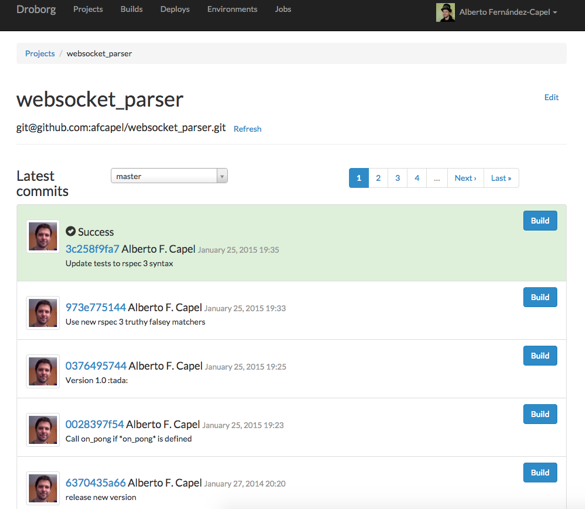 Droborg Projects Builds Deploys Environments Jobs Alberto Fernández-Capel
Projects / websocket_parser
websocket_parser
Edit
git@github.com:afcapel/websocket_parser.git Refresh
Latest commits
master
1 2 3 4 ... Next › Last »
Success
Build
3c258f9fa7 Alberto F. Capel January 25, 2015 19:35
Update tests to rspec 3 syntax
Build
973e775144 Alberto F. Capel January 25, 2015 19:33
Use new rspec 3 truthy falsey matchers
Build
0376495744 Alberto F. Capel January 25, 2015 19:25
Version 1.0 :tada:
Build
0028397f54 Alberto F. Capel January 25, 2015 19:23
Call on_pong if *on_pong* is defined
Build
6370435a66 Alberto F. Capel January 27, 2014 20:20
release new version